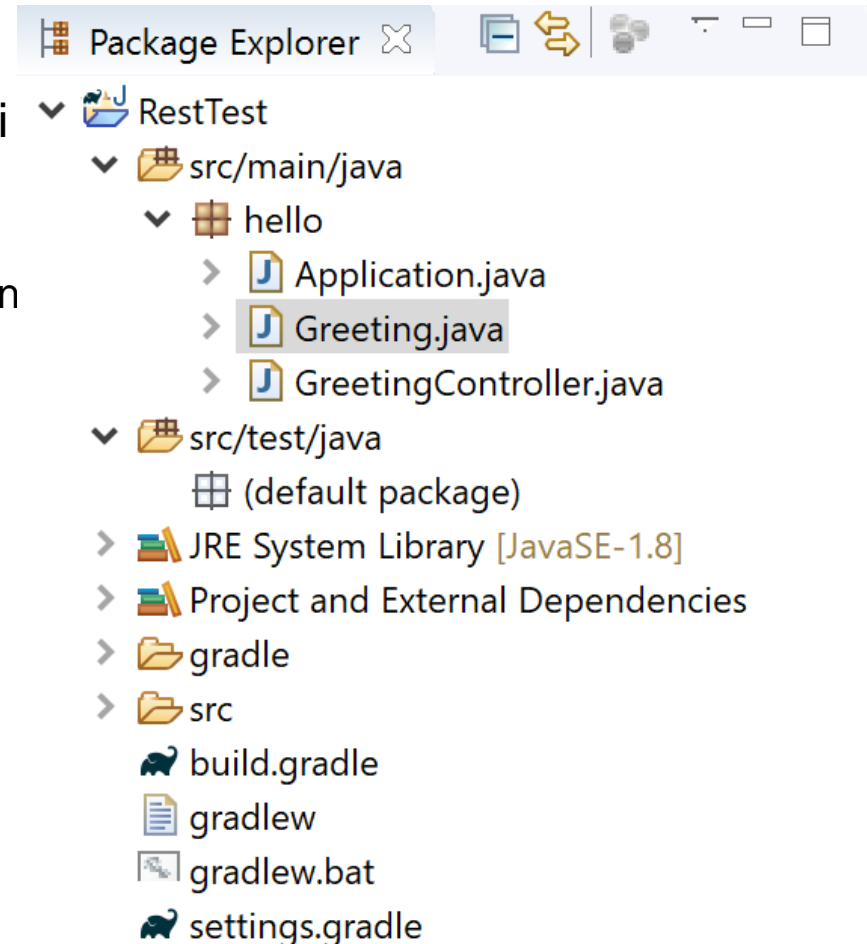 Package Explorer
i
RestTest
src/main/java
hello
Application.java
n
Greeting.java
GreetingController.java
src/test/java
(default package)
JRE System Library [JavaSE-1.8]
Project and External Dependencies
gradle
src
build.gradle
gradlew
gradlew.bat
settings.gradle